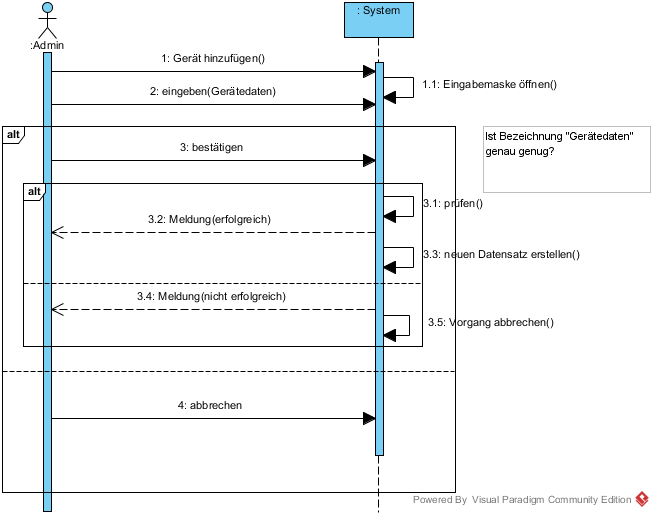 : System
:Admin
1: Gerät hinzufügen()
1.1: Eingabemaske öffnen()
2: eingeben(Gerätedaten)
alt
Ist Bezeichnung "Gerätedaten"
genau genug?
3: bestätigen
alt
3.1: prüfen()
3.2: Meldung(erfolgreich)
3.3: neuen Datensatz erstellen()
3.4: Meldung(nicht erfolgreich)
3.5: Vorgang abbrechen()
4: abbrechen
Powered By Visual Paradigm Community Edition